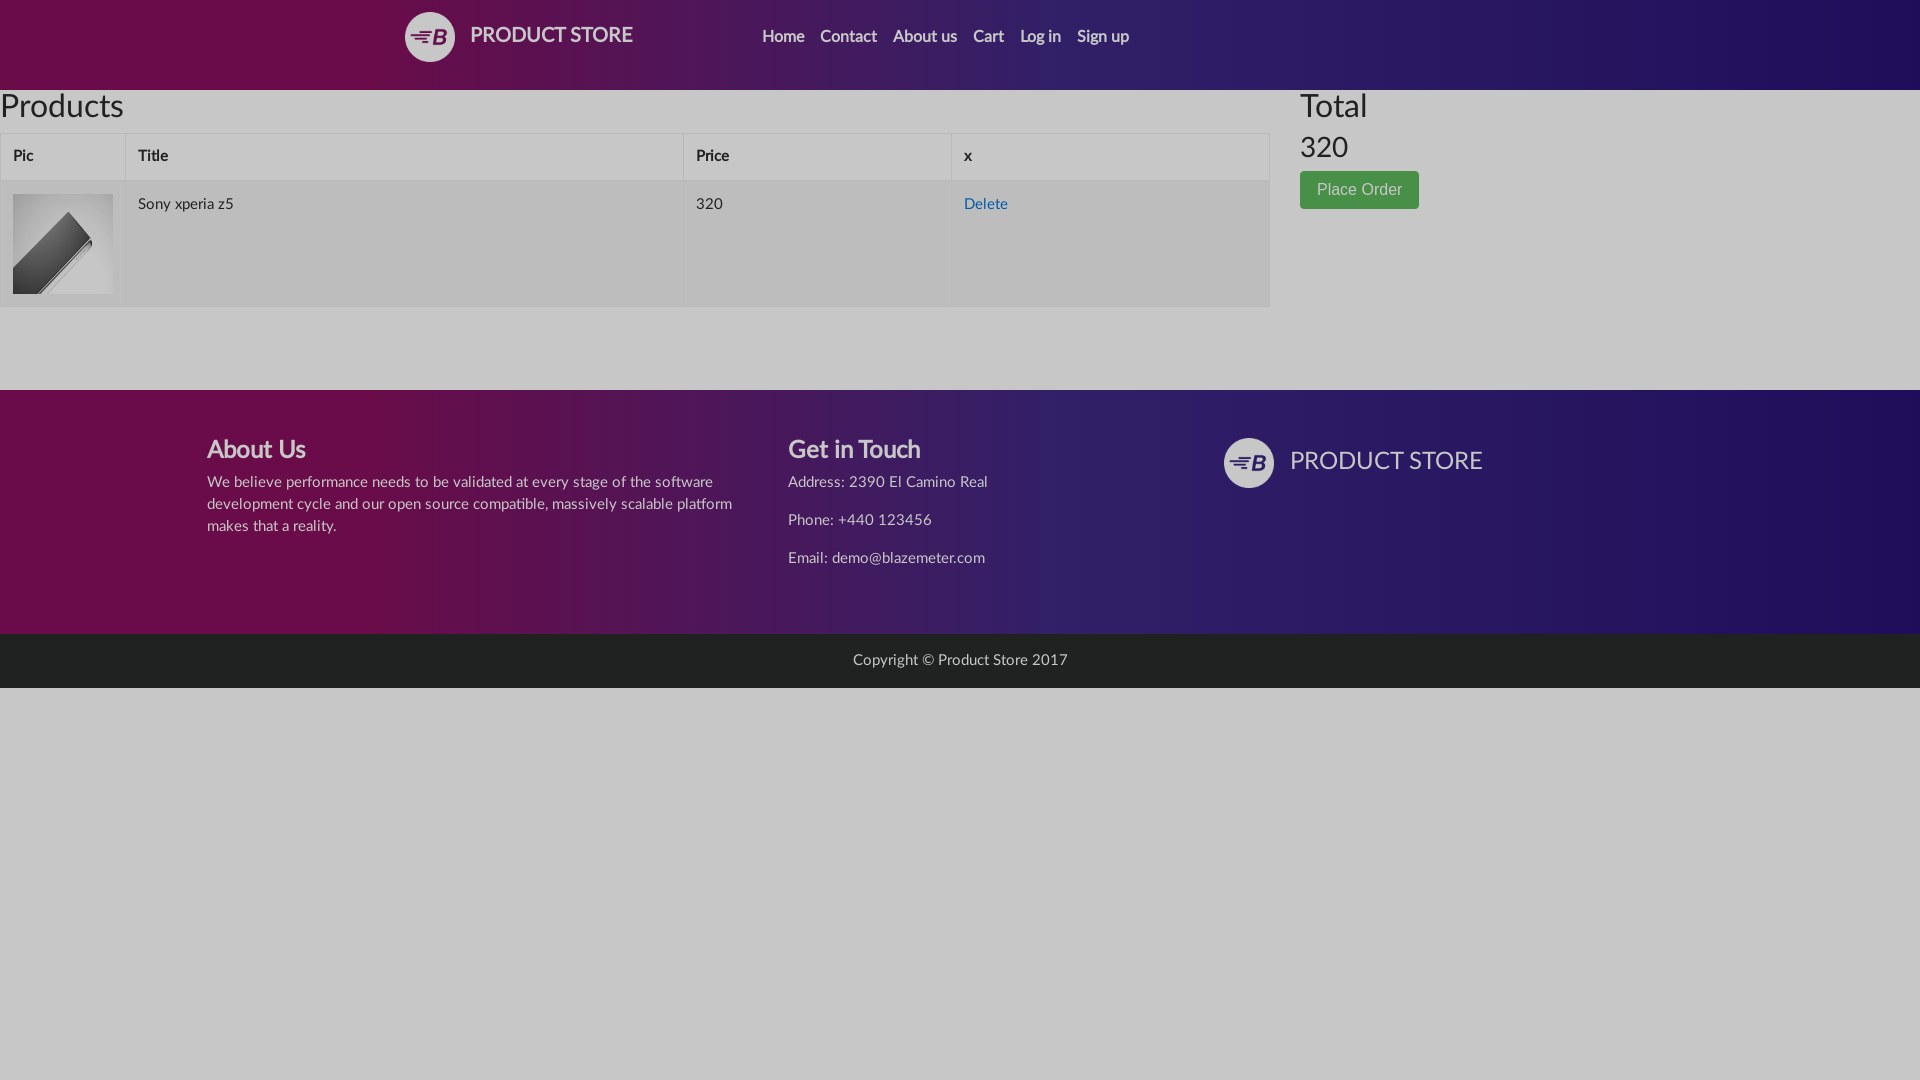 B PRODUCT STORE
Home Contact About us Cart Log in Sign up
Products
Pic Title Price x
Sony xperia z5 320 Delete
Total
320
Place Order
About Us
We believe performance needs to be validated at every stage of the software
development cycle and our open source compatible, massively scalable platform
makes that a reality.
Get in Touch
Address: 2390 El Camino Real
Phone: +440 123456
Email: demo@blazemeter.com
B PRODUCT STORE
Copyright © Product Store 2017